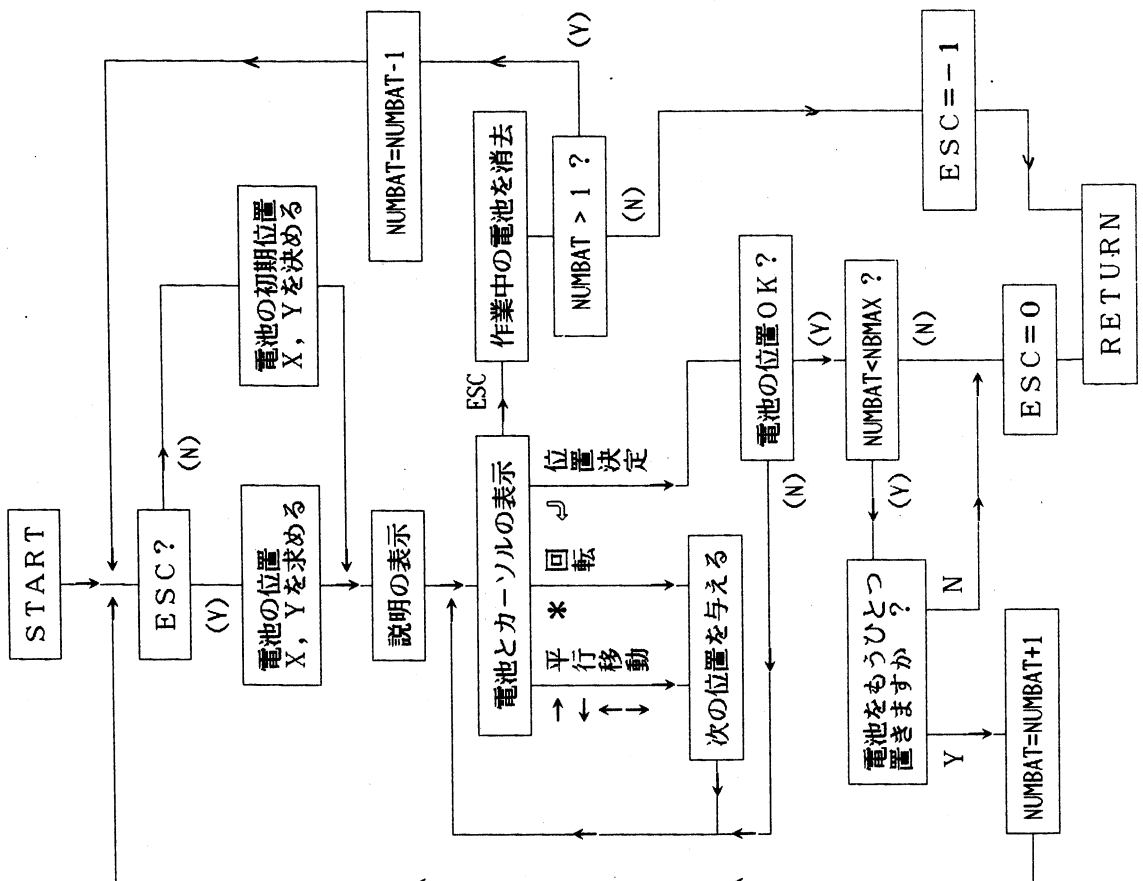 START
ESC?
(N)
(Y)
電池の位置
X，Yを求める
電池の初期位置
X，Yを決める
NUMBAT=NUMBAT-1
説明の表示
電池とカーソルの表示
ESC
作業中の電池を消去
NUMBAT > 1 ?
(Y)
(N)
→
←
↑
↓
平行移動
*
回転
↵
位置決定
次の位置を与える
電池の位置OK?
(N)
(Y)
NUMBAT<NBMAX ?
(Y)
(N)
電池をもうひとつ
置きますか ?
Y
N
NUMBAT=NUMBAT+1
ESC=0
ESC=-1
RETURN